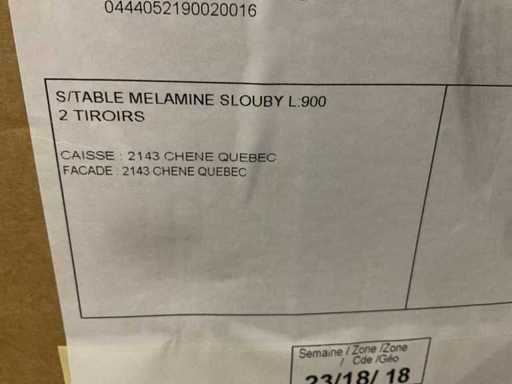 0444052190020016
S/TABLE MELAMINE SLOUBY L:900
2 TIROIRS
CAISSE : 2143 CHENE QUEBEC
FACADE : 2143 CHENE QUEBEC
Semaine / Zone /Zone
/ Cde /Géo
23/18/ 18